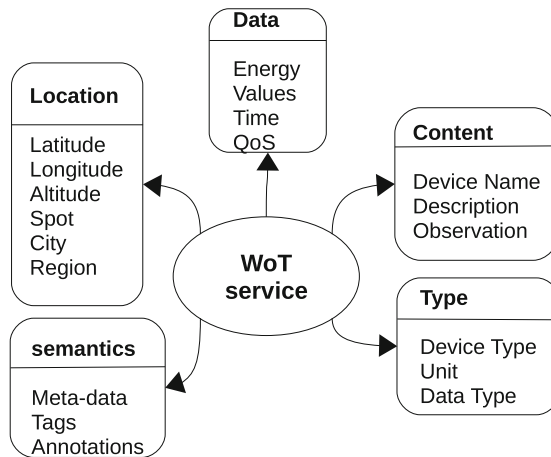 Data
Energy
Values
Time
QoS
Location
Latitude
Longitude
Altitude
Spot
City
Region
Content
Device Name
Description
Observation
WoT
service
semantics
Meta-data
Tags
Annotations
Type
Device Type
Unit
Data Type